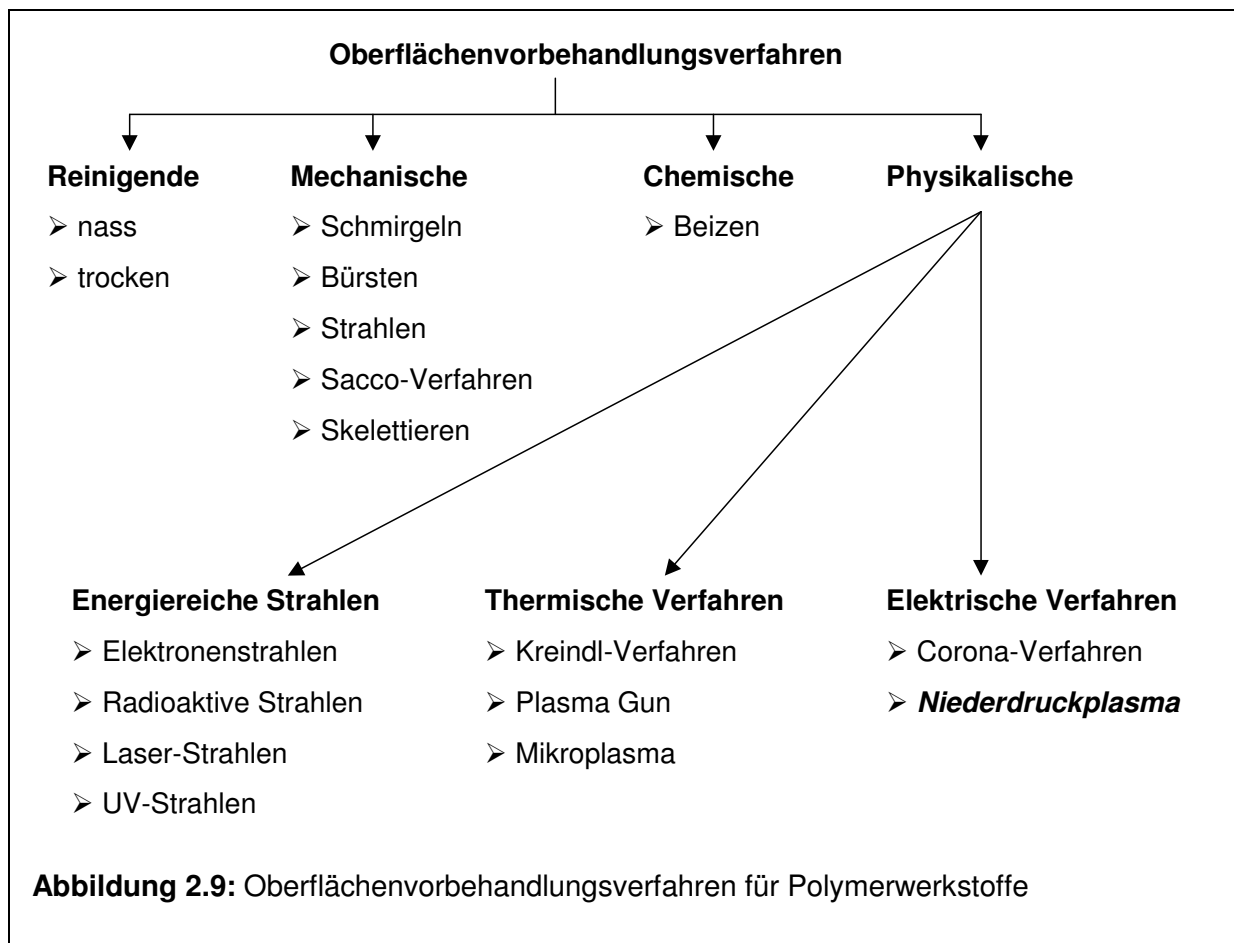 Oberflächenvorbehandlungsverfahren
Reinigende
➢ nass
➢ trocken
Mechanische
➢ Schmirgeln
➢ Bürsten
➢ Strahlen
➢ Sacco-Verfahren
➢ Skelettieren
Chemische
➢ Beizen
Physikalische
Energiereiche Strahlen
➢ Elektronenstrahlen
➢ Radioaktive Strahlen
➢ Laser-Strahlen
➢ UV-Strahlen
Thermische Verfahren
➢ Kreindl-Verfahren
➢ Plasma Gun
➢ Mikroplasma
Elektrische Verfahren
➢ Corona-Verfahren
➢ Niederdruckplasma
Abbildung 2.9: Oberflächenvorbehandlungsverfahren für Polymerwerkstoffe